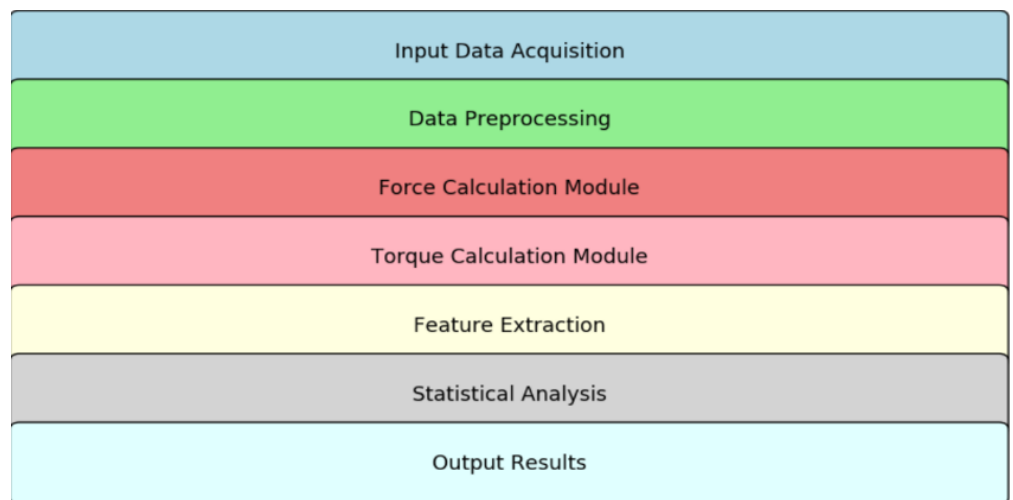 Input Data Acquisition
Data Preprocessing
Force Calculation Module
Torque Calculation Module
Feature Extraction
Statistical Analysis
Output Results